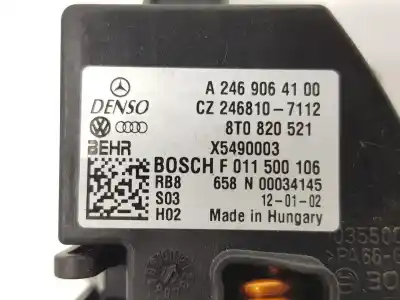 A 246 906 41 00
DENSO CZ 246810-7112
8T0 820 521
BEHR X5490003
BOSCH F 011 500 106
RB8 658 N 00034145
S03 12-01-02
H02 Made in Hungary